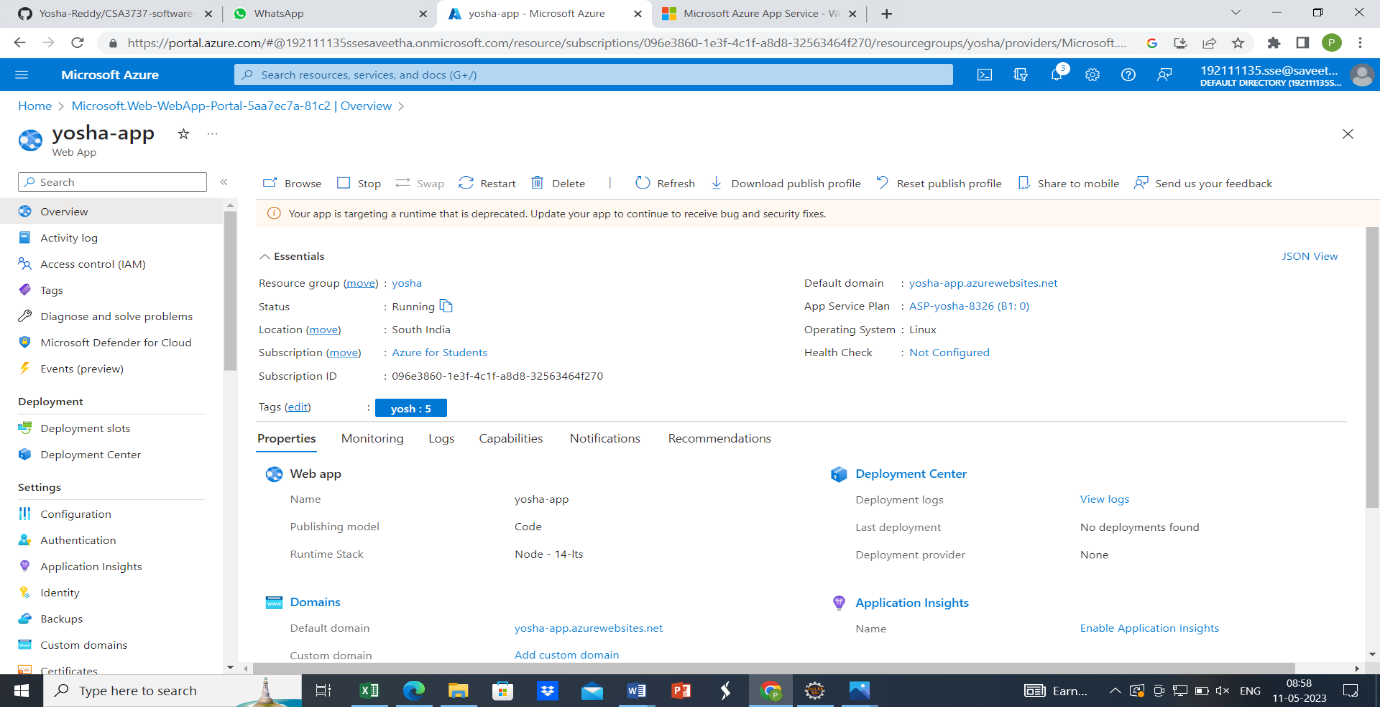 Yosha-Reddy/CSA3737-software-
WhatsApp
yosha-app - Microsoft Azure
Microsoft Azure App Service - W
https://portal.azure.com/#@192111135ssesaveetha.onmicrosoft.com/resource/subscriptions/096e3860-1e3f-4c1f-a8d8-32563464f270/resourcegroups/yosha/providers/Microsoft....
P
Microsoft Azure
Search resources, services, and docs (G+/)
3
192111135.sse@saveet...
DEFAULT DIRECTORY (192111135S...
Home > Microsoft.Web-WebApp-Portal-5aa7ec7a-81c2 | Overview >
yosha-app
Web App
Search
«
Browse Stop Swap Restart Delete | Refresh Download publish profile Reset publish profile Share to mobile Send us your feedback
Overview
Activity log
Access control (IAM)
Tags
Diagnose and solve problems
Microsoft Defender for Cloud
Events (preview)
Deployment
Deployment slots
Deployment Center
Settings
Configuration
Authentication
Application Insights
Identity
Backups
Custom domains
Certificates
Your app is targeting a runtime that is deprecated. Update your app to continue to receive bug and security fixes.
Essentials
JSON View
Resource group (move) : yosha
Status : Running
Location (move) : South India
Subscription (move) : Azure for Students
Subscription ID : 096e3860-1e3f-4c1f-a8d8-32563464f270
Default domain : yosha-app.azurewebsites.net
App Service Plan : ASP-yosha-8326 (B1: 0)
Operating System : Linux
Health Check : Not Configured
Tags (edit) : yosh : 5
Properties Monitoring Logs Capabilities Notifications Recommendations
Web app
Name yosha-app
Publishing model Code
Runtime Stack Node - 14-lts
Domains
Default domain yosha-app.azurewebsites.net
Custom domain Add custom domain
Deployment Center
Deployment logs View logs
Last deployment No deployments found
Deployment provider None
Application Insights
Name Enable Application Insights
Type here to search
Earn...
ENG
08:58
11-05-2023